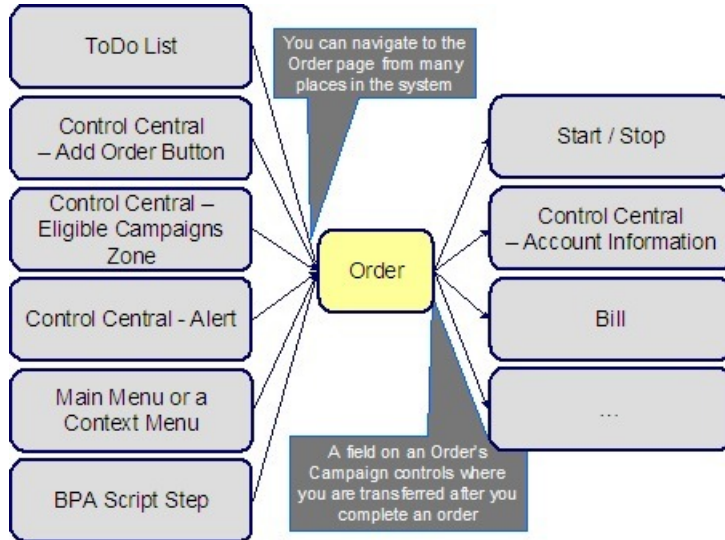 ToDo List
Control Central
– Add Order Button
Control Central –
Eligible Campaigns
Zone
Control Central - Alert
Main Menu or a
Context Menu
BPA Script Step
You can navigate to the
Order page from many
places in the system
Order
A field on an Order's
Campaign controls where
you are transferred after you
complete an order
Start / Stop
Control Central
– Account Information
Bill
...